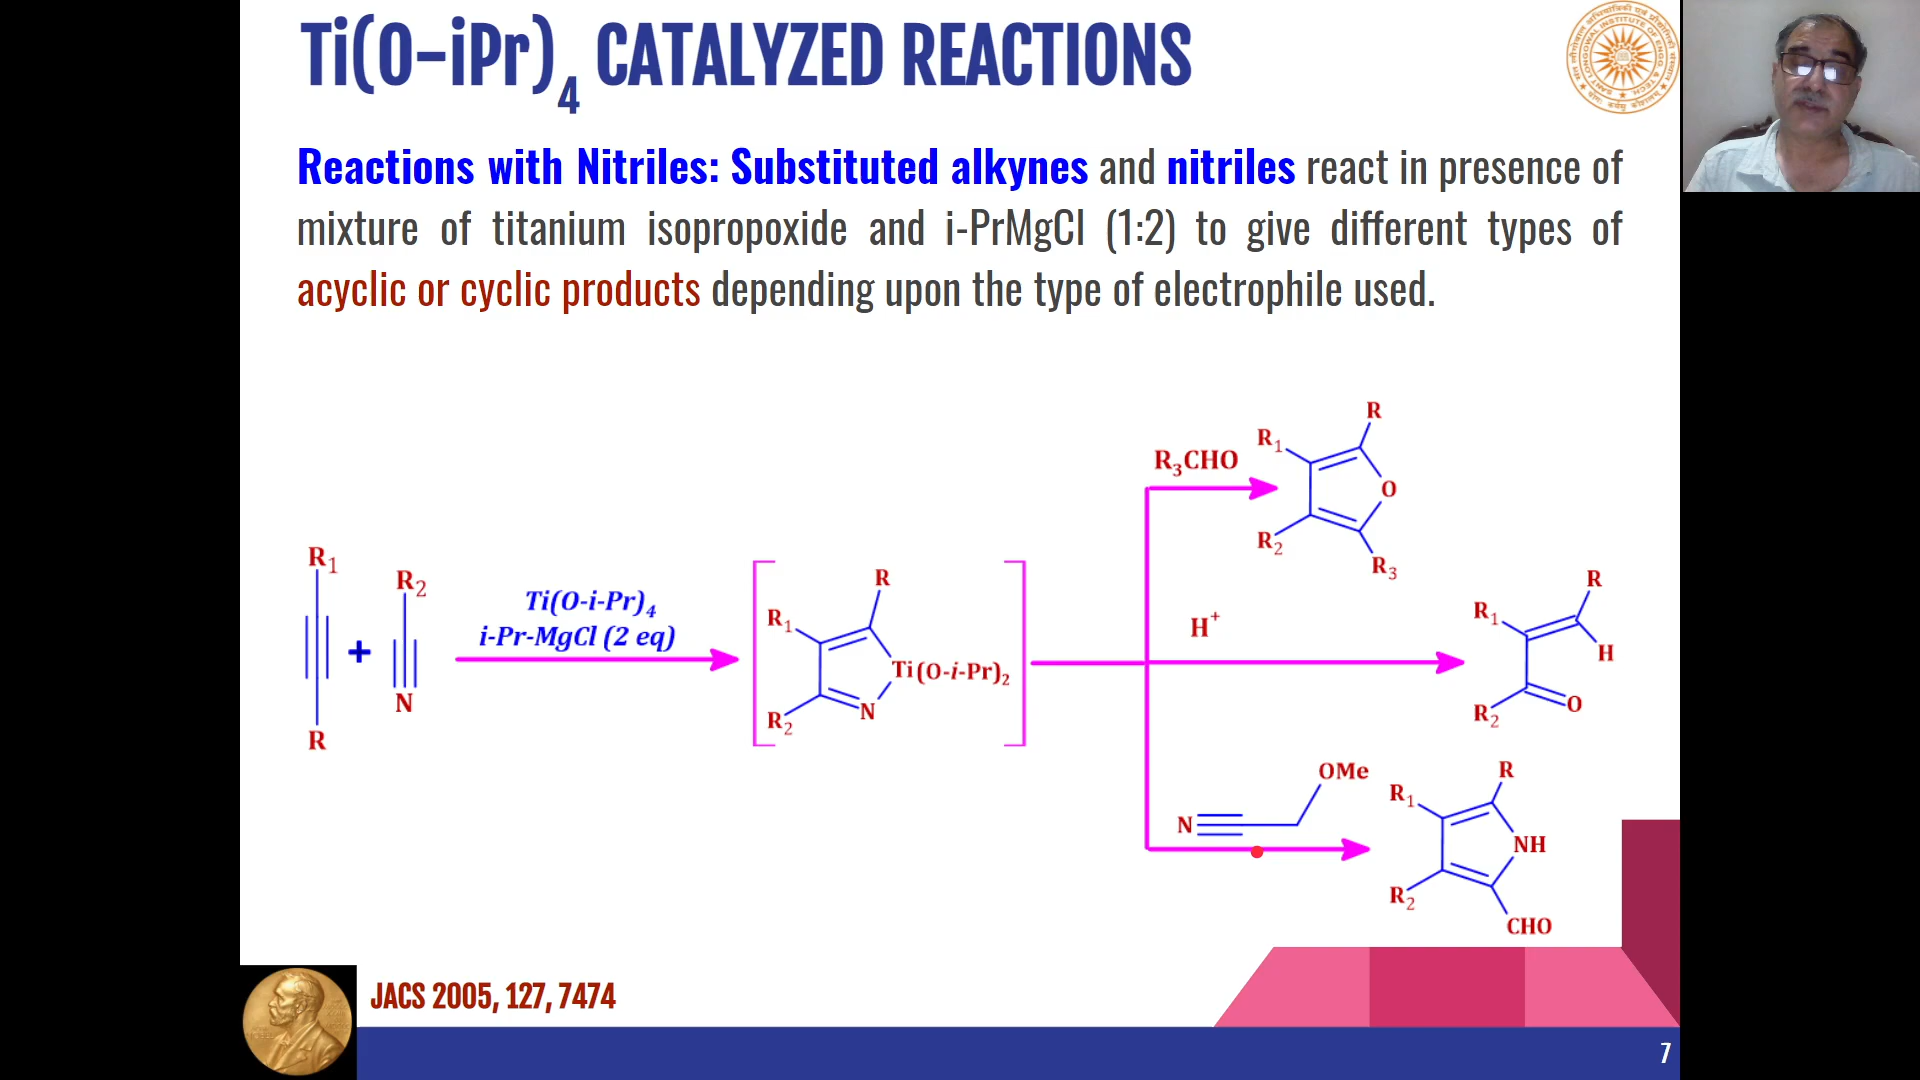 Ti(O-iPr)4 CATALYZED REACTIONS
Reactions with Nitriles: Substituted alkynes and nitriles react in presence of
mixture of titanium isopropoxide and i-PrMgCl (1:2) to give different types of
acyclic or cyclic products depending upon the type of electrophile used.
R1
R2
+
N
R
Ti(O-i-Pr)4
i-Pr-MgCl (2 eq)
R
R1
Ti(O-i-Pr)2
N
R2
R3CHO
R
R1
O
R2
R3
H+
R
R1
H
O
R2
N
OMe
R
R1
NH
R2
CHO
JACS 2005, 127, 7474
7